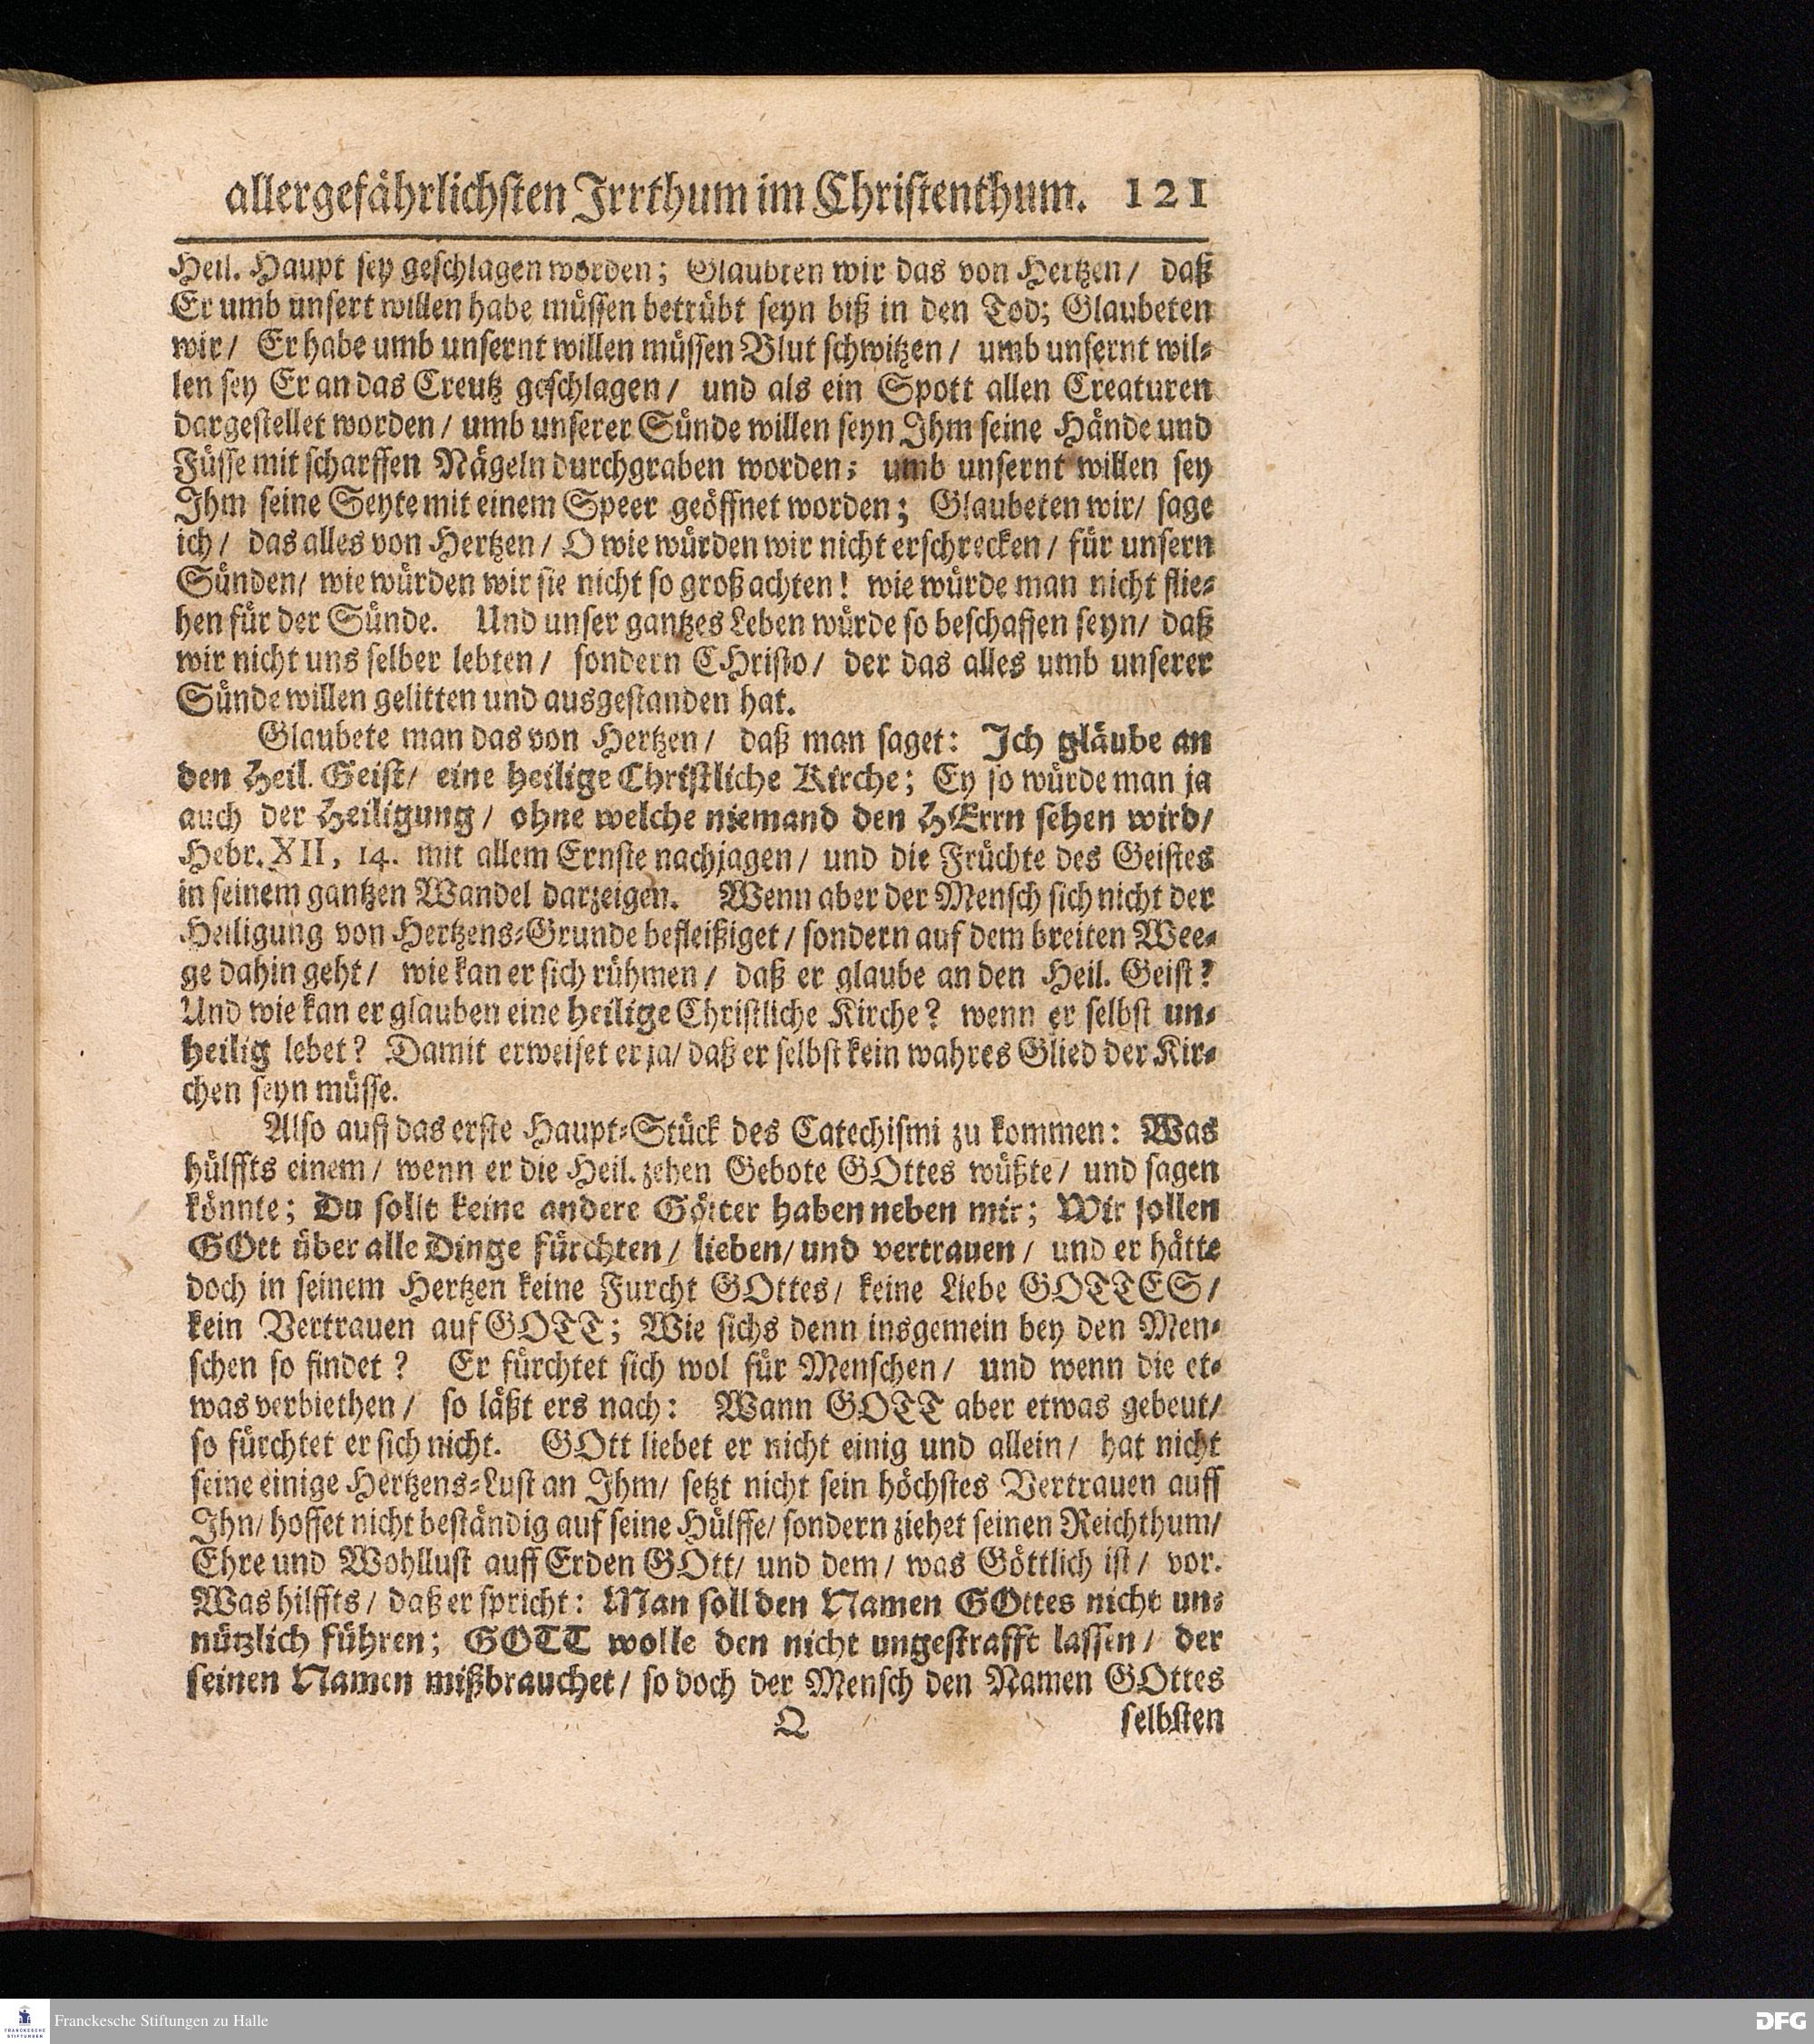 allergefährlichsten Irrthum im Christenthum. 121
Heil. Haupt sey geschlagen worden; Glaubten wir das von Hertzen/ daß
Er umb unsert willen habe müssen betrübt seyn biß in den Tod; Glaubeten
wir/ Er habe umb unsernt willen müssen Blut schwitzen/ umb unsernt wil-
len sey Er an das Creutz geschlagen/ und als ein Spott allen Creaturen
dargestellet worden/ umb unserer Sünde willen seyn Ihm seine Hände und
Füsse mit scharffen Nägeln durchgraben worden; umb unsernt willen sey
Ihm seine Seyte mit einem Speer geöffnet worden; Glaubeten wir/ sage
ich/ das alles von Hertzen/ O wie würden wir nicht erschrecken/ für unsern
Sünden/ wie würden wir sie nicht so groß achten! wie würde man nicht flie-
hen für der Sünde. Und unser gantzes Leben würde so beschaffen seyn/ daß
wir nicht uns selber lebten/ sondern CHristo/ der das alles umb unserer
Sünde willen gelitten und ausgestanden hat.
Glaubete man das von Hertzen/ daß man saget: Ich gläube an
den Heil. Geist/ eine heilige Christliche Kirche; Ey so würde man ja
auch der Heiligung/ ohne welche niemand den HErrn sehen wird/
Hebr. XII, 14. mit allem Ernste nachjagen/ und die Früchte des Geistes
in seinem gantzen Wandel darzeigen. Wenn aber der Mensch sich nicht der
Heiligung von Hertzens-Grunde befleißiget/ sondern auf dem breiten Wee-
ge dahin geht/ wie kan er sich rühmen/ daß er glaube an den Heil. Geist?
Und wie kan er glauben eine heilige Christliche Kirche? wenn er selbst un-
heilig lebet? Damit erweiset er ja/ daß er selbst kein wahres Glied der Kir-
chen seyn müsse.
Also auff das erste Haupt-Stück des Catechismi zu kommen: Was
hülffts einem/ wenn er die Heil. zehen Gebote GOttes wüßte/ und sagen
könnte; Du sollt keine andere Götter haben neben mir; Wir sollen
GOtt über alle Dinge fürchten/ lieben/ und vertrauen/ und er hätte
doch in seinem Hertzen keine Furcht GOttes/ keine Liebe GOTTES/
kein Vertrauen auf GOTT; Wie sichs denn insgemein bey den Men-
schen so findet? Er fürchtet sich wol für Menschen/ und wenn die et-
was verbiethen/ so läßt ers nach: Wann GOTT aber etwas gebeut/
so fürchtet er sich nicht. GOtt liebet er nicht einig und allein/ hat nicht
seine einige Hertzens-Lust an Ihm/ setzt nicht sein höchstes Vertrauen auff
Ihn/ hoffet nicht beständig auf seine Hülffe/ sondern ziehet seinen Reichthum/
Ehre und Wohllust auff Erden GOtt/ und dem/ was Göttlich ist/ vor.
Was hilffts/ daß er spricht: Man soll den Namen GOttes nicht un-
nützlich führen; GOTT wolle den nicht ungestrafft lassen/ der
seinen Namen mißbrauchet/ so doch der Mensch den Namen GOttes
Q selbsten
FRANCKESCHE STIFTUNGEN
Franckesche Stiftungen zu Halle
DFG